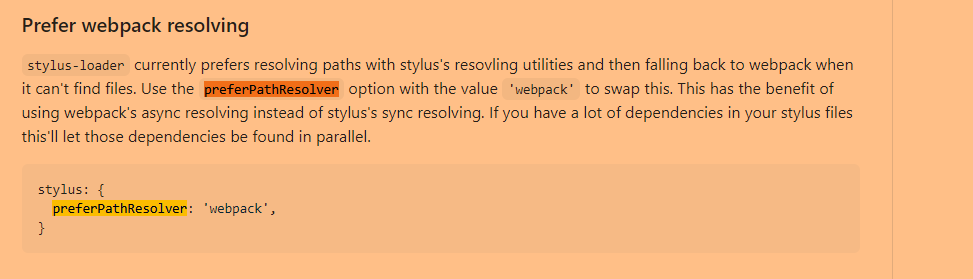 Prefer webpack resolving
stylus-loader currently prefers resolving paths with stylus's resovling utilities and then falling back to webpack when
it can't find files. Use the preferPathResolver option with the value 'webpack' to swap this. This has the benefit of
using webpack's async resolving instead of stylus's sync resolving. If you have a lot of dependencies in your stylus files
this'll let those dependencies be found in parallel.
stylus: {
  preferPathResolver: 'webpack',
}